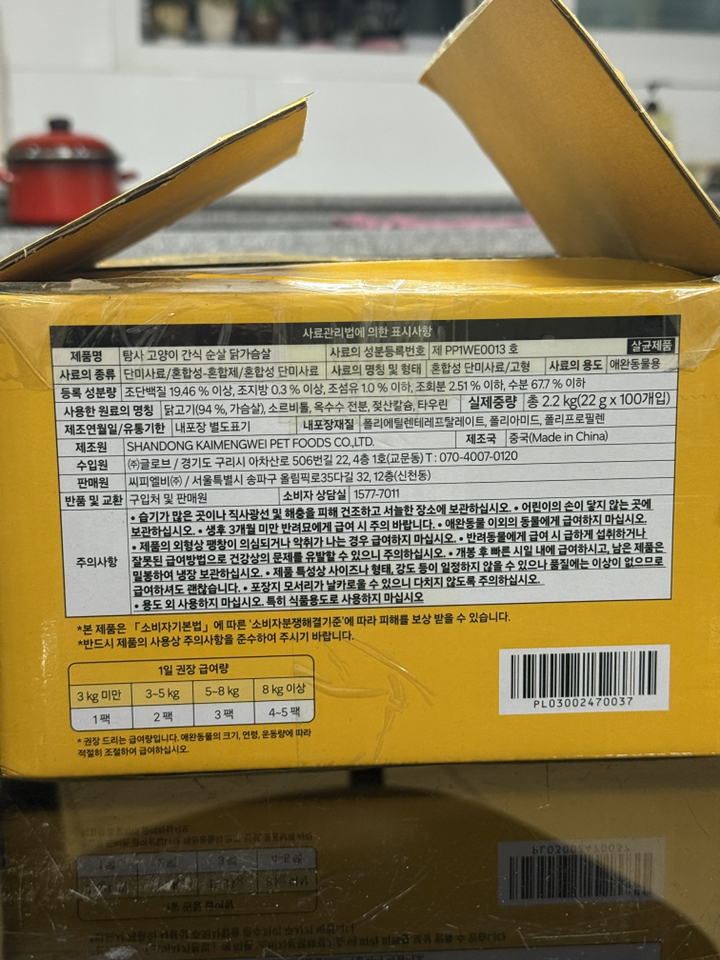 사료관리법에 의한 표시사항
살균제품
제품명 탐사 고양이 간식 순살 닭가슴살 사료의 성분등록번호 제 PP1WE0013 호
사료의 종류 단미사료/혼합성-혼합제/혼합성 단미사료 사료의 명칭 및 형태 혼합성 단미사료/고형 사료의 용도 애완동물용
등록 성분량 조단백질 19.46 % 이상, 조지방 0.3 % 이상, 조섬유 1.0 % 이하, 조회분 2.51 % 이하, 수분 67.7 % 이하
사용한 원료의 명칭 닭고기(94 %, 가슴살), 소르비톨, 옥수수 전분, 젖산칼슘, 타우린 실제중량 총 2.2 kg(22 g x 100개입)
제조연월일/유통기한 내포장 별도표기 내포장재질 폴리에틸렌테레프탈레이트, 폴리아미드, 폴리프로필렌
제조원 SHANDONG KAIMENGWEI PET FOODS CO.,LTD. 제조국 중국(Made in China)
수입원 ㈜글로브 / 경기도 구리시 아차산로 506번길 22, 4층 1호(교문동) T : 070-4007-0120
판매원 씨피엘비㈜ / 서울특별시 송파구 올림픽로35다길 32, 12층(신천동)
반품 및 교환 구입처 및 판매원 소비자 상담실 1577-7011
주의사항
• 습기가 많은 곳이나 직사광선 및 해충을 피해 건조하고 서늘한 장소에 보관하십시오. • 어린이의 손이 닿지 않는 곳에
보관하십시오. • 생후 3개월 미만 반려묘에게 급여 시 주의 바랍니다. • 애완동물 이외의 동물에게 급여하지 마십시오.
• 제품의 외형상 팽창이 의심되거나 악취가 나는 경우 급여하지 마십시오. • 반려동물에게 급여 시 급하게 섭취하거나
잘못된 급여방법으로 건강상의 문제를 유발할 수 있으니 주의하십시오. • 개봉 후 빠른 시일 내에 급여하시고, 남은 제품은
밀봉하여 냉장 보관하십시오. • 제품 특성상 사이즈나 형태, 강도 등이 일정하지 않을 수 있으나 품질에는 이상이 없으므로
급여하셔도 괜찮습니다. • 포장지 모서리가 날카로울 수 있으니 다치지 않도록 주의하십시오.
• 용도 외 사용하지 마십시오. 특히 식품용도로 사용하지 마십시오
*본 제품은 「소비자기본법」에 따른 '소비자분쟁해결기준'에 따라 피해를 보상 받을 수 있습니다.
*반드시 제품의 사용상 주의사항을 준수하여 주시기 바랍니다.
1일 권장 급여량
3 kg 미만 3~5 kg 5~8 kg 8 kg 이상
1 팩 2 팩 3 팩 4~5 팩
* 권장 드리는 급여량입니다. 애완동물의 크기, 연령, 운동량에 따라
적절히 조절하여 급여하십시오.
PL03002470037